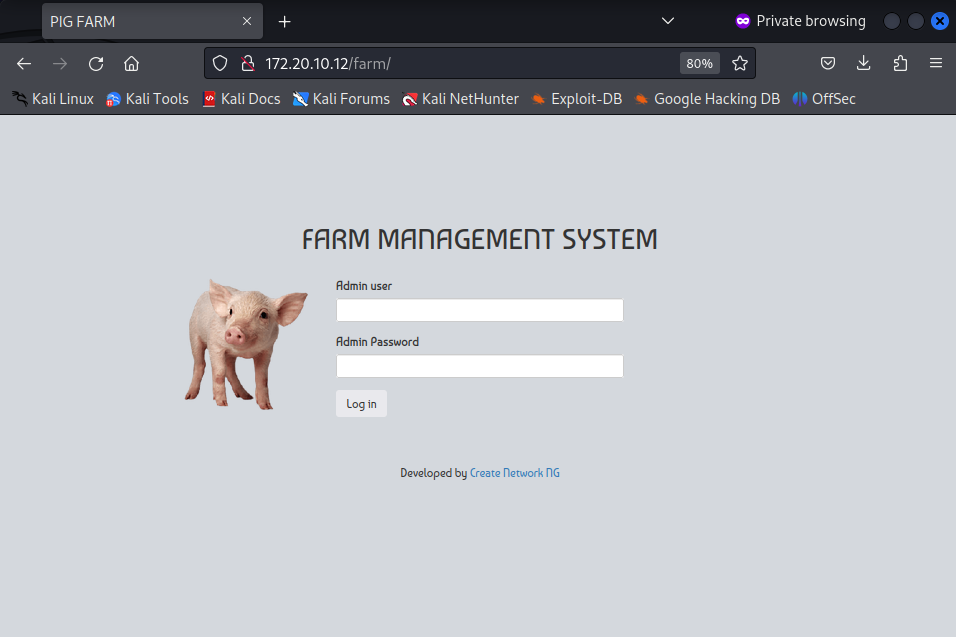 PIG FARM
Private browsing
172.20.10.12/farm/
80%
Kali Linux
Kali Tools
Kali Docs
Kali Forums
Kali NetHunter
Exploit-DB
Google Hacking DB
OffSec
FARM MANAGEMENT SYSTEM
Admin user
Admin Password
Log in
Developed by Create Network NG